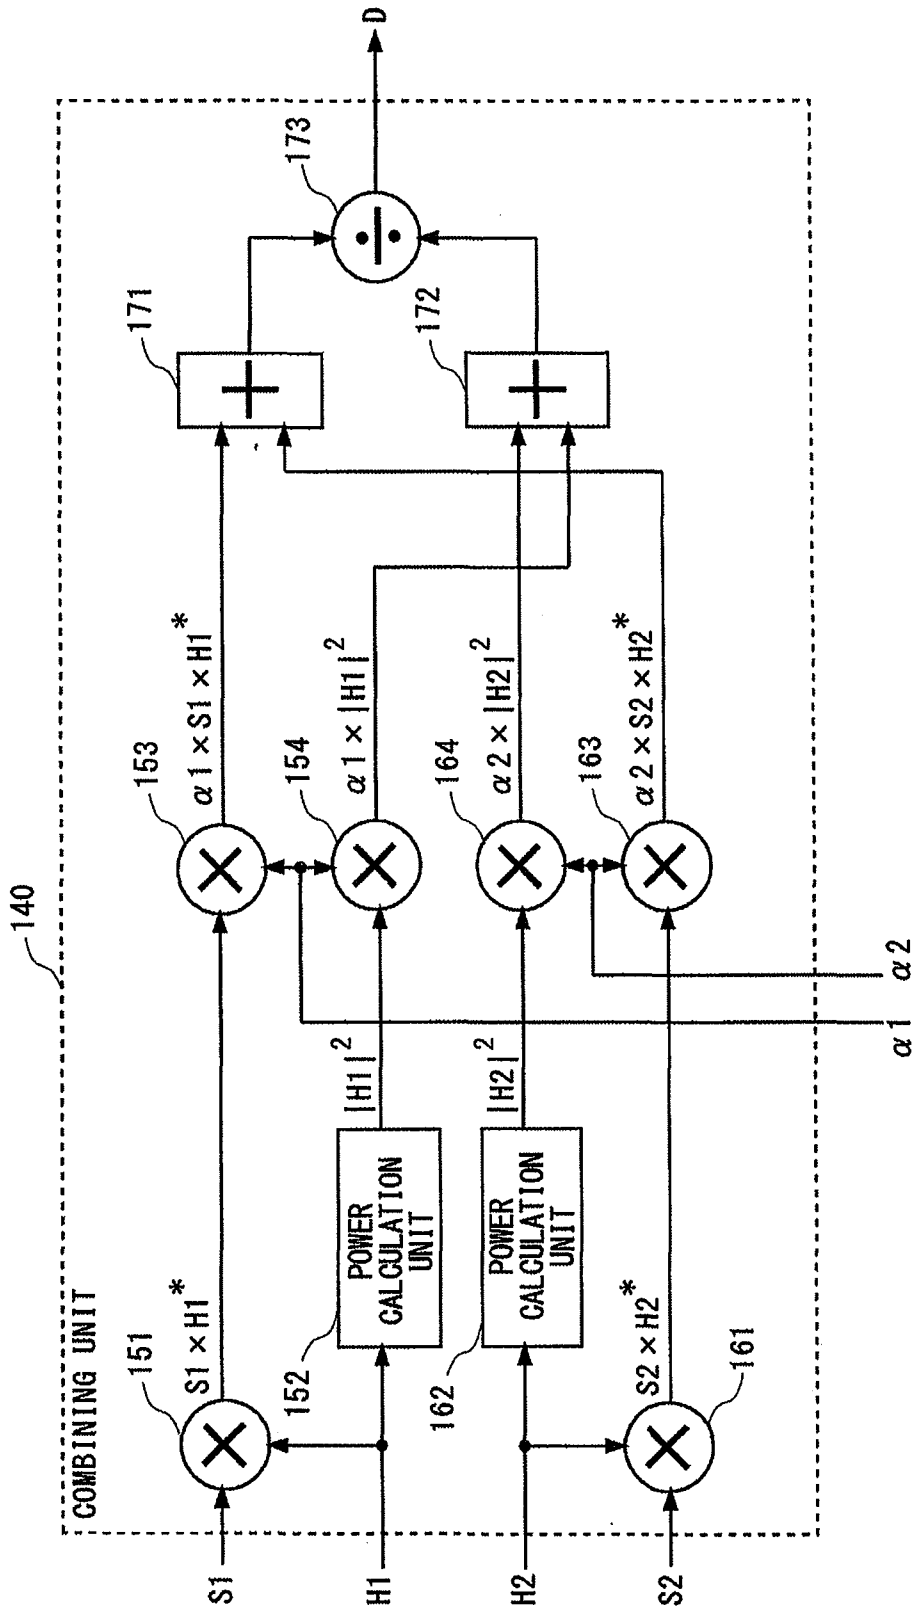 140
COMBINING UNIT
S1
151
S1×H1*
153
α1×S1×H1*
171
H1
152
POWER
CALCULATION
UNIT
|H1|²
154
α1×|H1|²
173
D
H2
162
POWER
CALCULATION
UNIT
|H2|²
164
α2×|H2|²
172
S2
161
S2×H2*
163
α2×S2×H2*
α1
α2